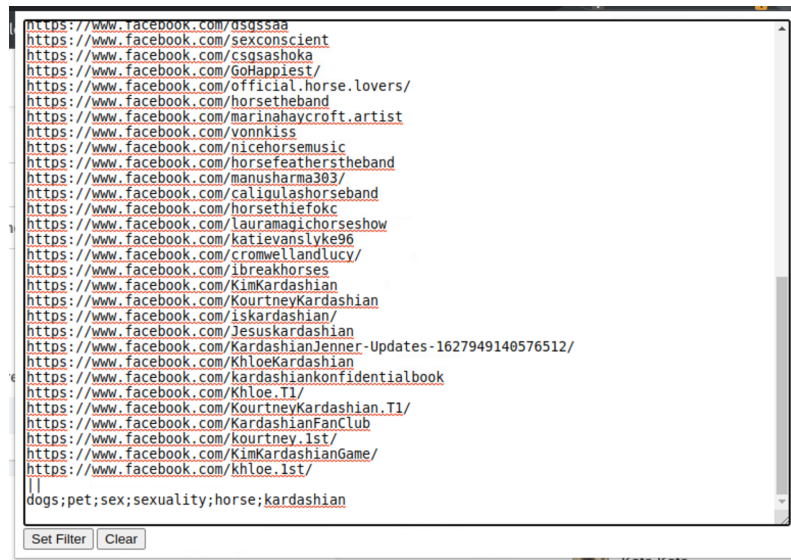 https://www.facebook.com/dsgssaa
https://www.facebook.com/sexconscient
https://www.facebook.com/csgsashoka
https://www.facebook.com/GoHappiest/
https://www.facebook.com/official.horse.lovers/
https://www.facebook.com/horsetheband
https://www.facebook.com/marinahaycroft.artist
https://www.facebook.com/vonnkiss
https://www.facebook.com/nicehorsemusic
https://www.facebook.com/horsefeatherstheband
https://www.facebook.com/manusharma303/
https://www.facebook.com/caligulashorseband
https://www.facebook.com/horsethiefokc
https://www.facebook.com/lauramagichorseshow
https://www.facebook.com/katievanslyke96
https://www.facebook.com/cromwellandlucy/
https://www.facebook.com/ibreakhorses
https://www.facebook.com/KimKardashian
https://www.facebook.com/KourtneyKardashian
https://www.facebook.com/iskardashian/
https://www.facebook.com/Jesuskardashian
https://www.facebook.com/KardashianJenner-Updates-1627949140576512/
https://www.facebook.com/KhloeKardashian
https://www.facebook.com/kardashiankonfidentialbook
https://www.facebook.com/Khloe.T1/
https://www.facebook.com/KourtneyKardashian.T1/
https://www.facebook.com/KardashianFanClub
https://www.facebook.com/kourtney.1st/
https://www.facebook.com/KimKardashianGame/
https://www.facebook.com/khloe.1st/
||
dogs;pet;sex;sexuality;horse;kardashian
Set Filter Clear